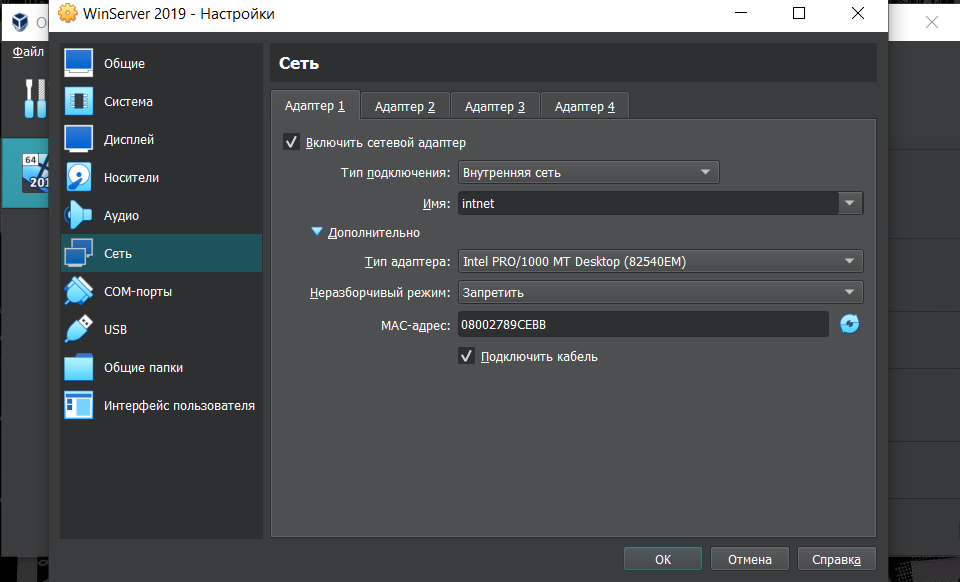 WinServer 2019 - Настройки
О
Файл
64
201
Общие
Система
Дисплей
Носители
Аудио
Сеть
COM-порты
USB
Общие папки
Интерфейс пользователя
Сеть
Адаптер 1
Адаптер 2
Адаптер 3
Адаптер 4
Включить сетевой адаптер
Тип подключения: Внутренняя сеть
Имя: intnet
Дополнительно
Тип адаптера: Intel PRO/1000 MT Desktop (82540EM)
Неразборчивый режим: Запретить
MAC-адрес: 08002789CEBB
Подключить кабель
OK
Отмена
Справка